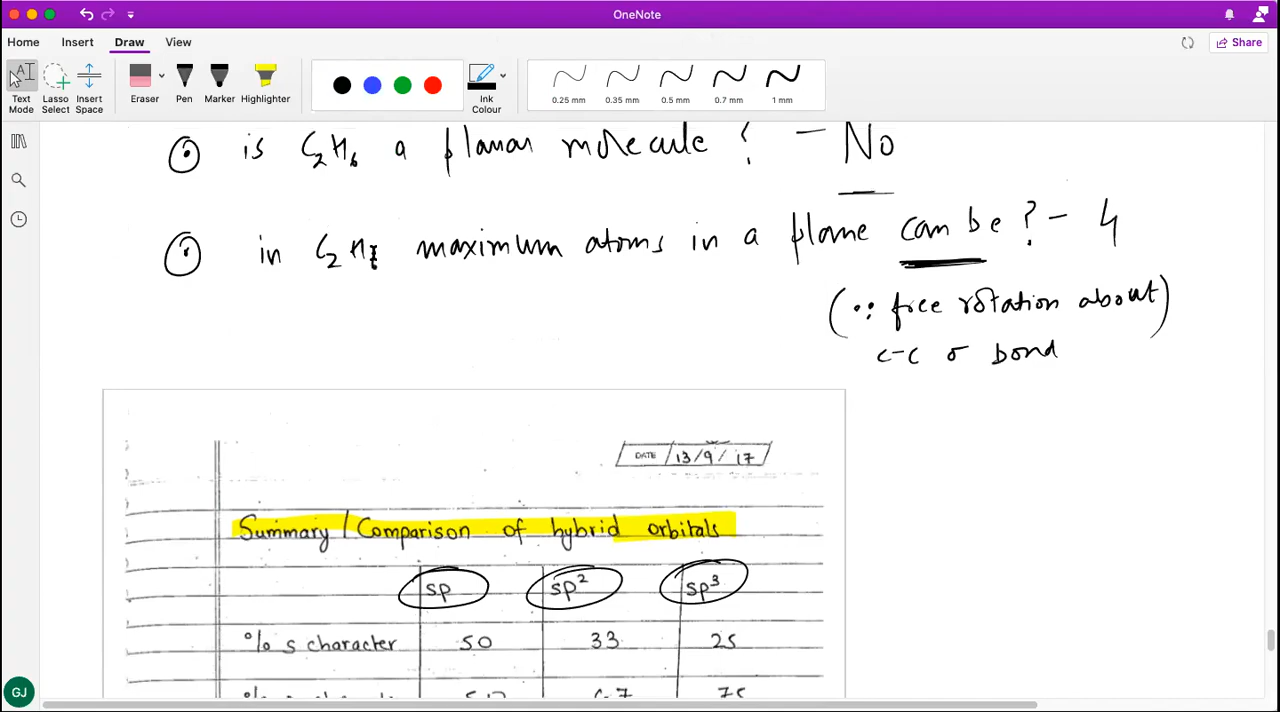 OneNote
Home Insert Draw View
Share
Text Mode
Lasso Select
Insert Space
Eraser
Pen
Marker
Highlighter
Ink Colour
0.25 mm 0.35 mm 0.5 mm 0.7 mm 1 mm
is C2H6 a planar molecule ? – No
in C2H maximum atoms in a plane can be ? – 4
(∵ free rotation about)
C-C σ bond
DATE 13/9/17
Summary / Comparison of hybrid orbitals
sp sp² sp³
% s character 50 33 25
75
GJ